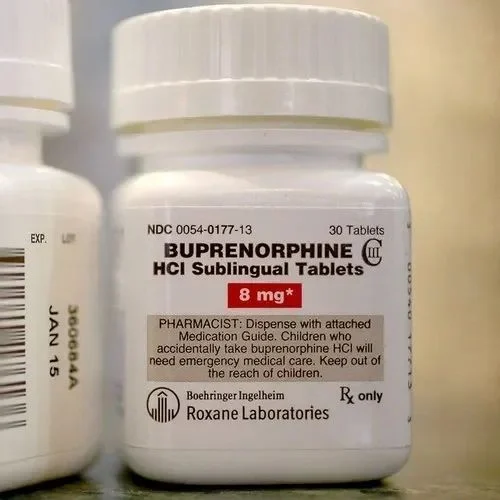 NDC 0054-0177-13
30 Tablets
BUPRENORPHINE CIII
HCl Sublingual Tablets
8 mg*
PHARMACIST: Dispense with attached
Medication Guide. Children who
accidentally take buprenorphine HCl will
need emergency medical care. Keep out of
the reach of children.
Boehringer Ingelheim
Roxane Laboratories
Rx only
EXP.
LOT
360684A
JAN 15